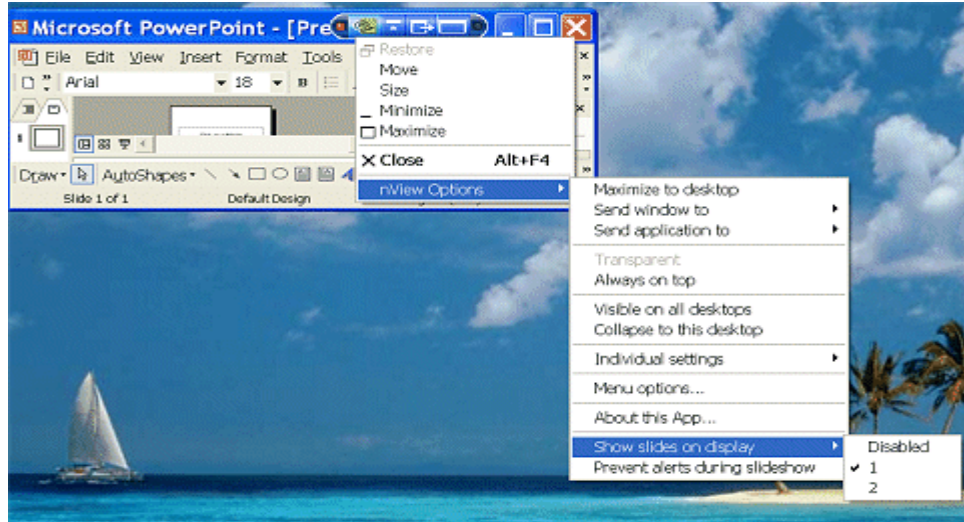 Microsoft PowerPoint - [Pre
File Edit View Insert Format Tools
Arial 18 B
1
Draw AutoShapes
Slide 1 of 1 Default Design
Restore
Move
Size
Minimize
Maximize
Close Alt+F4
nView Options
Maximize to desktop
Send window to
Send application to
Transparent
Always on top
Visible on all desktops
Collapse to this desktop
Individual settings
Menu options...
About this App...
Show slides on display
Prevent alerts during slideshow
Disabled
1
2